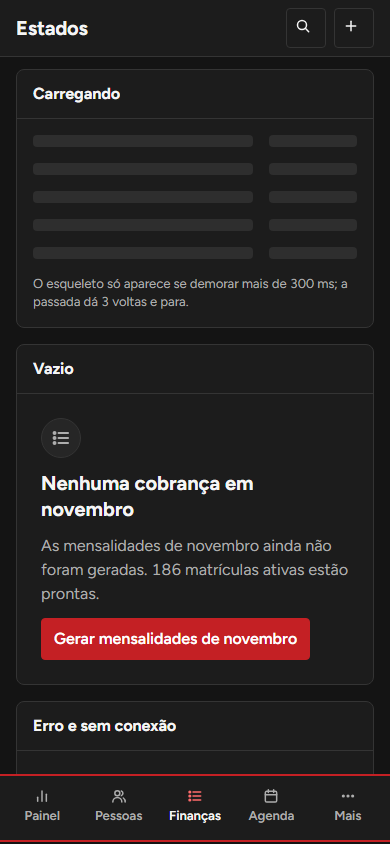 Estados
Carregando
O esqueleto só aparece se demorar mais de 300 ms; a
passada dá 3 voltas e para.
Vazio
Nenhuma cobrança em
novembro
As mensalidades de novembro ainda não
foram geradas. 186 matrículas ativas estão
prontas.
Gerar mensalidades de novembro
Erro e sem conexão
Painel
Pessoas
Finanças
Agenda
Mais